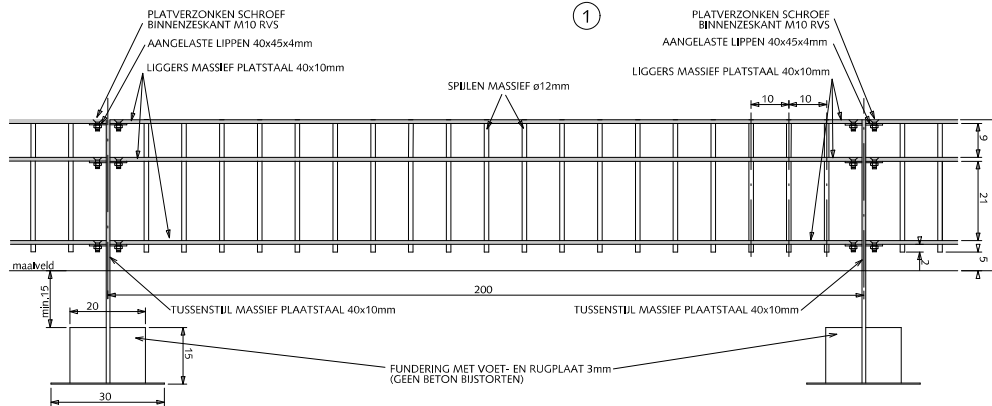 PLATVERZONKEN SCHROEF
BINNENZESKANT M10 RVS
AANGELASTE LIPPEN 40x45x4mm
LIGGERS MASSIEF PLATSTAAL 40x10mm
1
SPIJLEN MASSIEF ø12mm
PLATVERZONKEN SCHROEF
BINNENZESKANT M10 RVS
AANGELASTE LIPPEN 40x45x4mm
LIGGERS MASSIEF PLATSTAAL 40x10mm
10
10
9
21
5
2
maaiveld
min.15
200
20
TUSSENSTIJL MASSIEF PLAATSTAAL 40x10mm
TUSSENSTIJL MASSIEF PLAATSTAAL 40x10mm
15
FUNDERING MET VOET- EN RUGPLAAT 3mm
(GEEN BETON BIJSTORTEN)
30